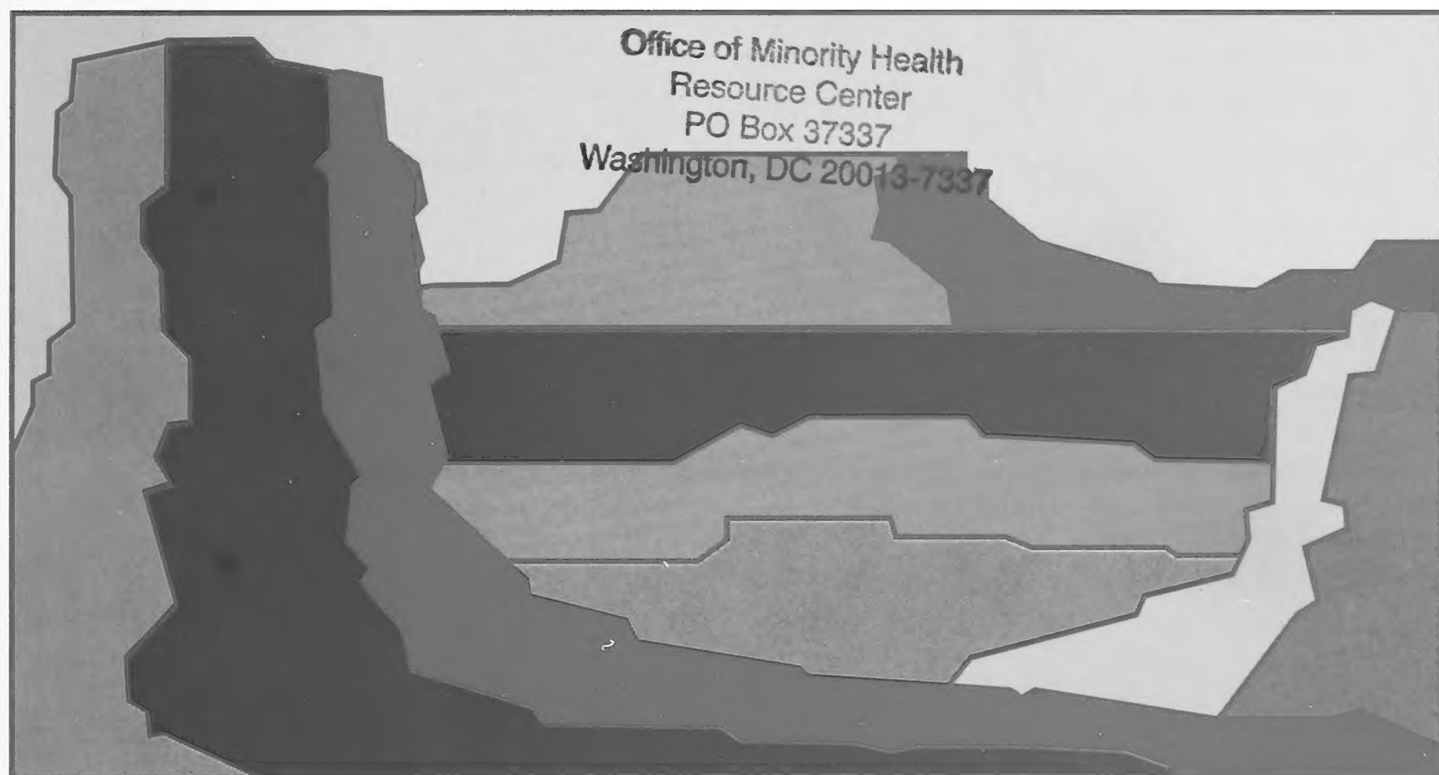 Office of Minority Health
Resource Center
PO Box 37337
Washington, DC 20013-7337